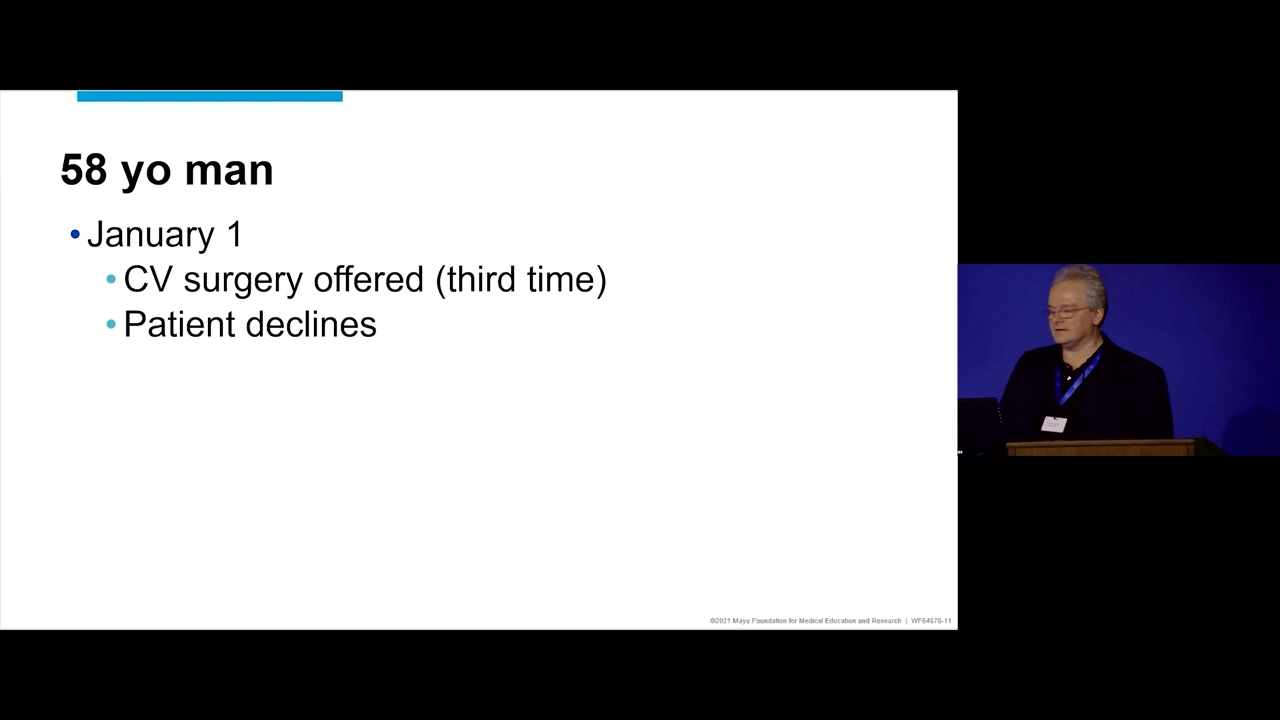 58 yo man
• January 1
• CV surgery offered (third time)
• Patient declines
©2021 Mayo Foundation for Medical Education and Research | WF64678-11